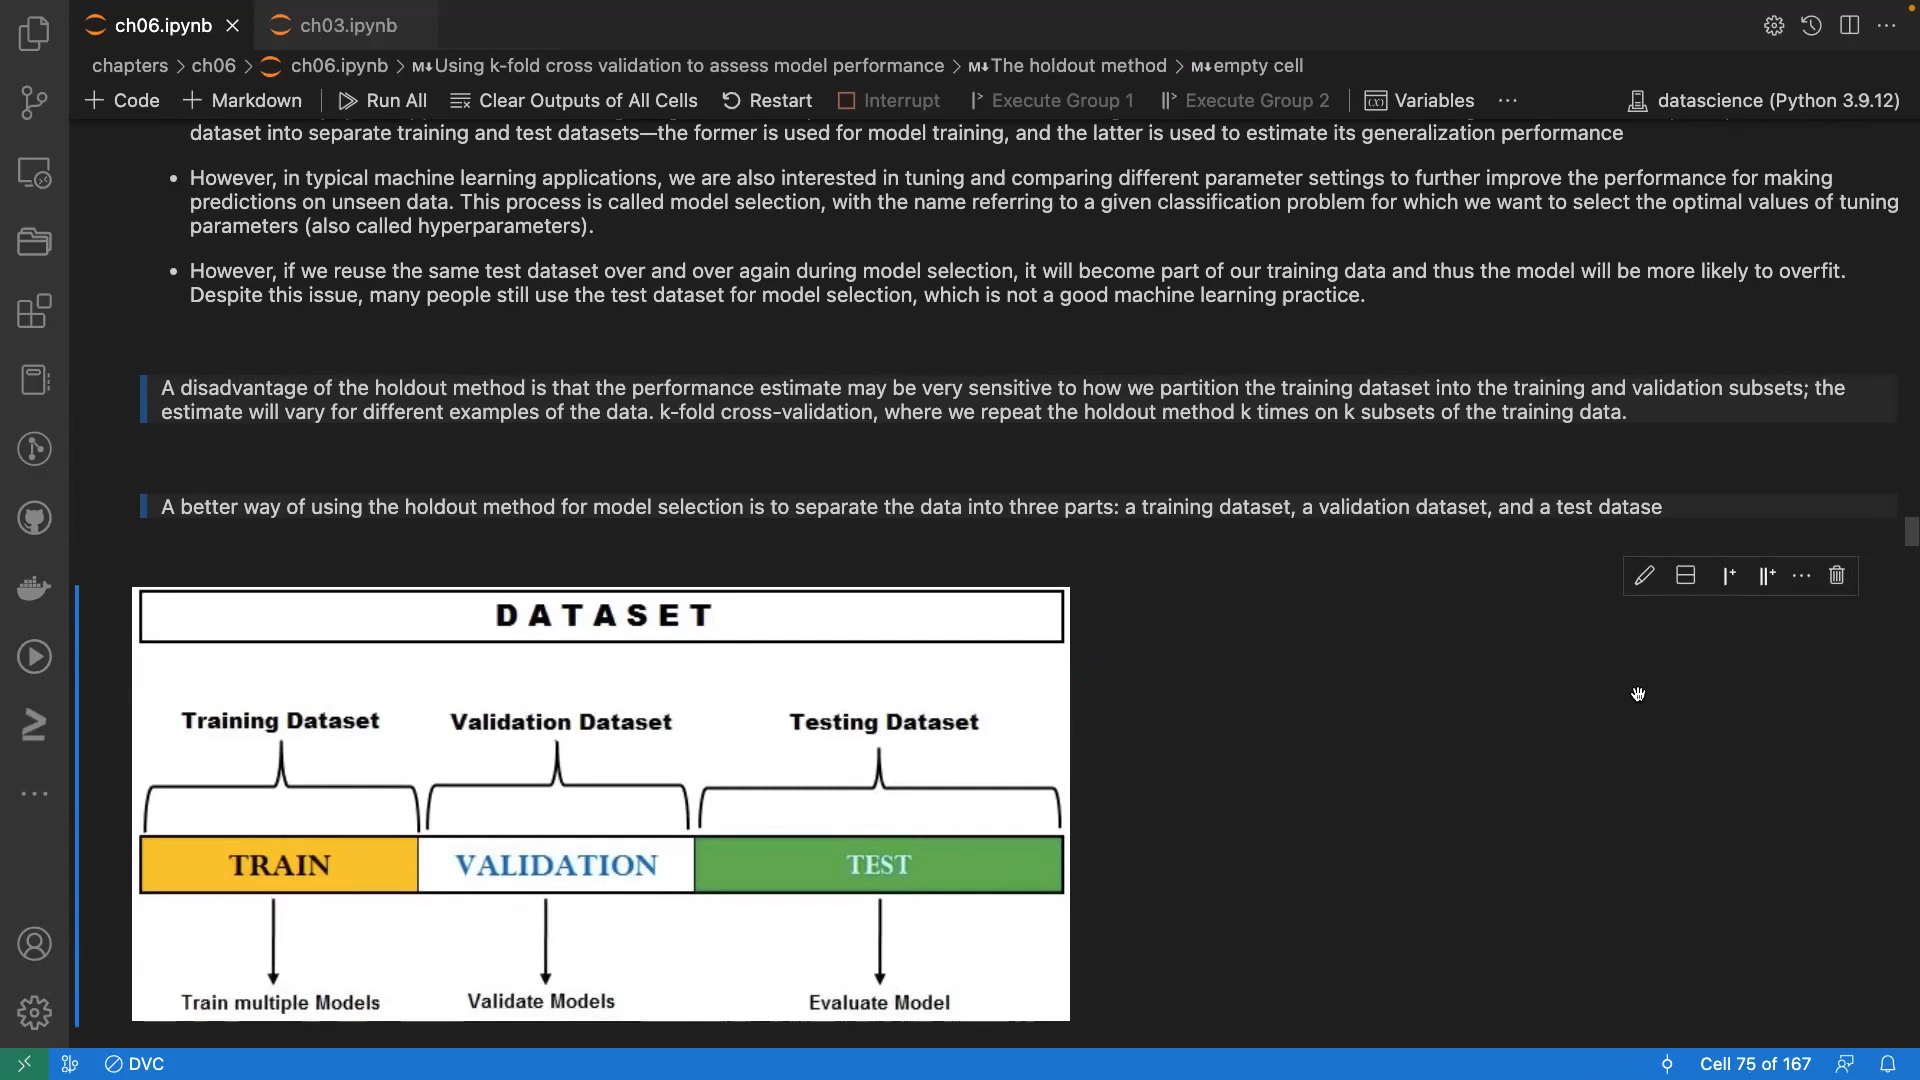 ch06.ipynb
ch03.ipynb
chapters > ch06 > ch06.ipynb > M↓Using k-fold cross validation to assess model performance > M↓The holdout method > M↓empty cell
+ Code + Markdown Run All Clear Outputs of All Cells Restart Interrupt Execute Group 1 Execute Group 2 Variables ... datascience (Python 3.9.12)
dataset into separate training and test datasets—the former is used for model training, and the latter is used to estimate its generalization performance
• However, in typical machine learning applications, we are also interested in tuning and comparing different parameter settings to further improve the performance for making
predictions on unseen data. This process is called model selection, with the name referring to a given classification problem for which we want to select the optimal values of tuning
parameters (also called hyperparameters).
• However, if we reuse the same test dataset over and over again during model selection, it will become part of our training data and thus the model will be more likely to overfit.
Despite this issue, many people still use the test dataset for model selection, which is not a good machine learning practice.
A disadvantage of the holdout method is that the performance estimate may be very sensitive to how we partition the training dataset into the training and validation subsets; the
estimate will vary for different examples of the data. k-fold cross-validation, where we repeat the holdout method k times on k subsets of the training data.
A better way of using the holdout method for model selection is to separate the data into three parts: a training dataset, a validation dataset, and a test datase
DATASET
Training Dataset Validation Dataset Testing Dataset
TRAIN VALIDATION TEST
Train multiple Models Validate Models Evaluate Model
DVC
Cell 75 of 167